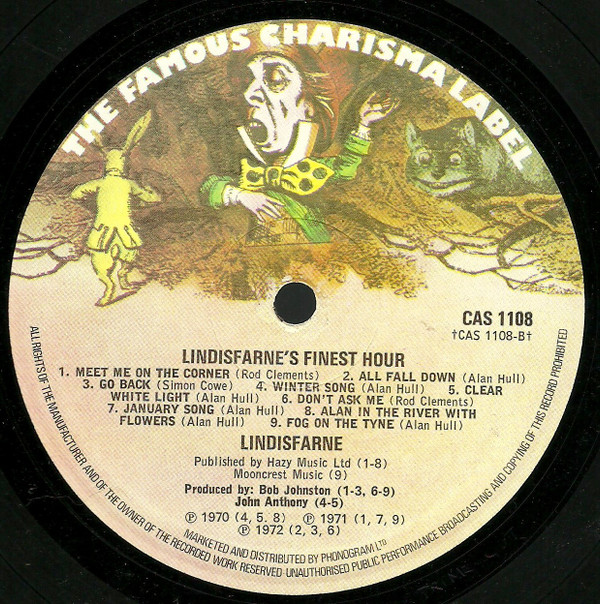 THE FAMOUS CHARISMA LABEL
CAS 1108
†CAS 1108-B†
LINDISFARNE'S FINEST HOUR
1. MEET ME ON THE CORNER (Rod Clements) 2. ALL FALL DOWN (Alan Hull)
3. GO BACK (Simon Cowe) 4. WINTER SONG (Alan Hull) 5. CLEAR
WHITE LIGHT (Alan Hull) 6. DON'T ASK ME (Rod Clements)
7. JANUARY SONG (Alan Hull) 8. ALAN IN THE RIVER WITH
FLOWERS (Alan Hull) 9. FOG ON THE TYNE (Alan Hull)
LINDISFARNE
Published by Hazy Music Ltd (1-8)
Mooncrest Music (9)
Produced by: Bob Johnston (1-3, 6-9)
John Anthony (4-5)
℗ 1970 (4, 5. 8) ℗ 1971 (1, 7, 9)
℗ 1972 (2, 3, 6)
MARKETED AND DISTRIBUTED BY PHONOGRAM LTD
ALL RIGHTS OF THE MANUFACTURER AND OF THE OWNER OF THE RECORDED WORK RESERVED·UNAUTHORISED PUBLIC PERFORMANCE BROADCASTING AND COPYING OF THIS RECORD PROHIBITED